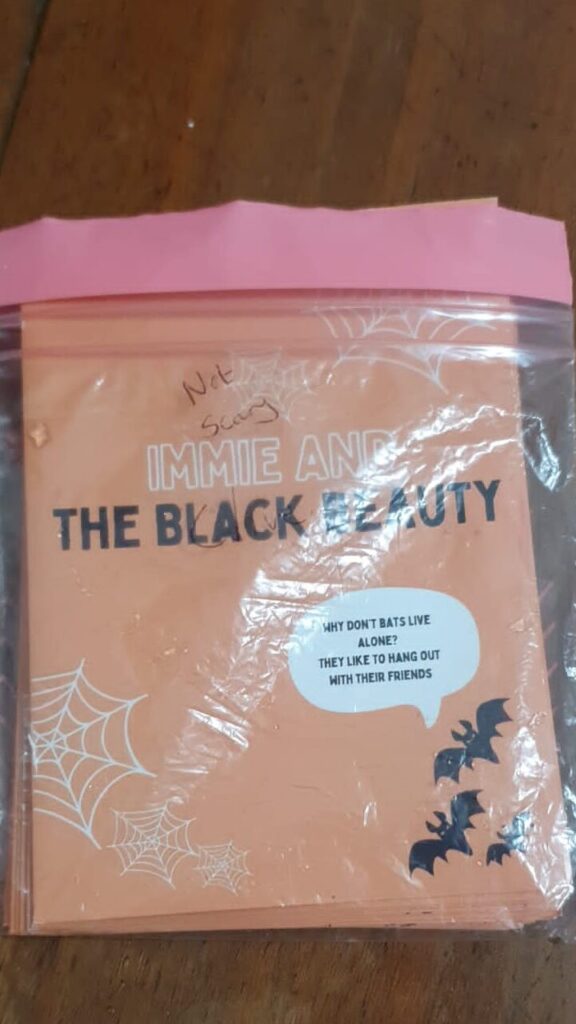 Not
Scary
IMMIE AND
THE BLACK BEAUTY
WHY DON'T BATS LIVE
ALONE?
THEY LIKE TO HANG OUT
WITH THEIR FRIENDS